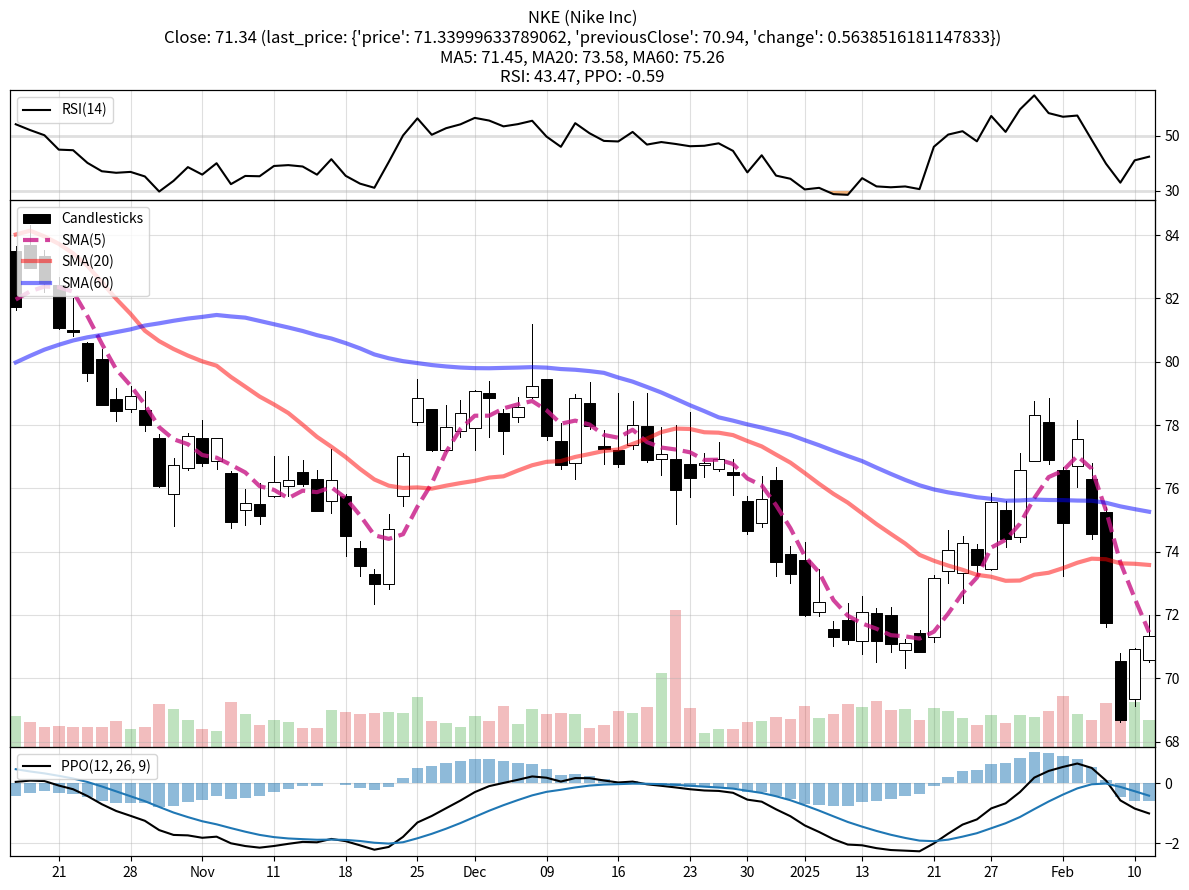 NKE (Nike Inc)
Close: 71.34 (last_price: {'price': 71.33999633789062, 'previousClose': 70.94, 'change': 0.5638516181147833})
MA5: 71.45, MA20: 73.58, MA60: 75.26
RSI: 43.47, PPO: -0.59
RSI(14)
50
30
Candlesticks
SMA(5)
SMA(20)
SMA(60)
84
82
80
78
76
74
72
70
68
PPO(12, 26, 9)
0
−2
21 28 Nov 11 18 25 Dec 09 16 23 30 2025 13 21 27 Feb 10